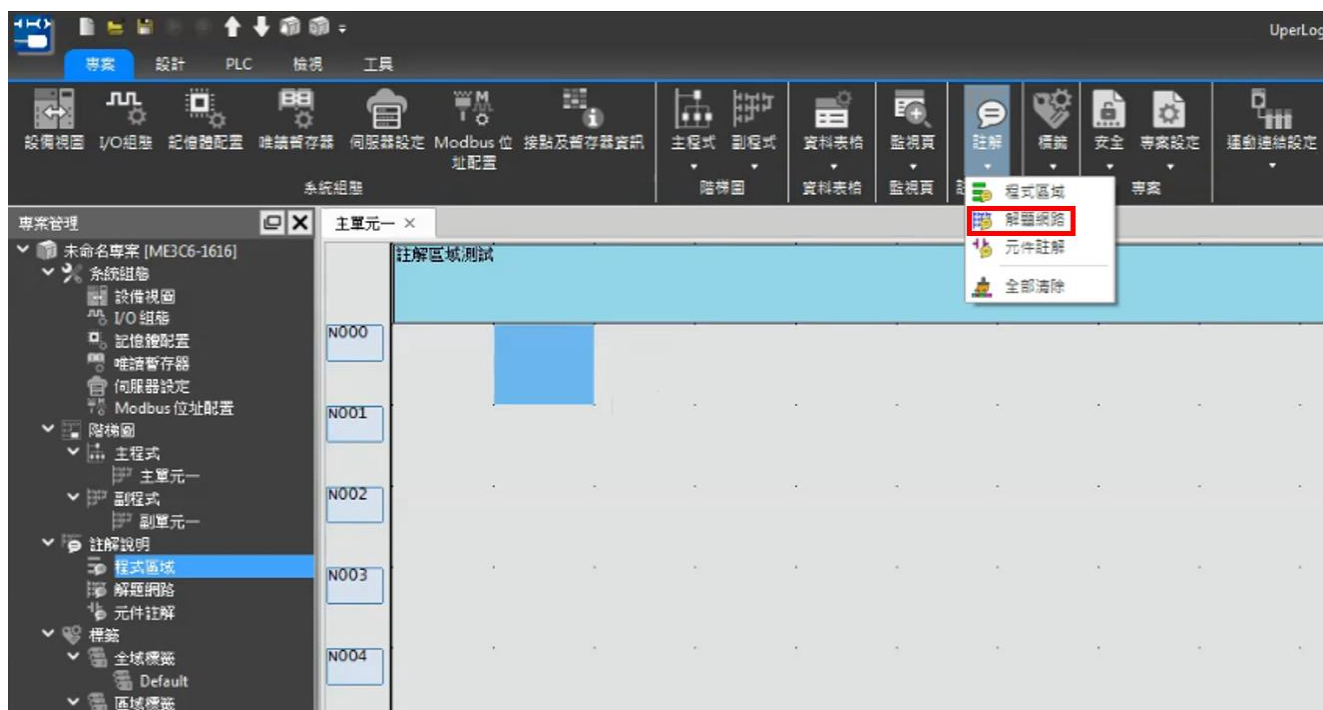 UperLog
專案 設計 PLC 檢視 工具
設備視圖 I/O組態 記憶體配置 唯讀暫存器 伺服器設定 Modbus 位址配置 接點及暫存器資訊 主程式 副程式 資料表格 監視頁 註解 標籤 安全 專案設定 運動連結設定
系統組態 階梯圖 資料表格 監視頁 專案
程式區域
解題網路
元件註解
全部清除
專案管理
主單元一 ×
未命名專案 [ME3C6-1616]
系統組態
設備視圖
I/O 組態
記憶體配置
唯讀暫存器
伺服器設定
Modbus 位址配置
階梯圖
主程式
主單元一
副程式
副單元一
註解說明
程式區域
解題網路
元件註解
標籤
全域標籤
Default
區域標籤
註解區域測試
N000
N001
N002
N003
N004